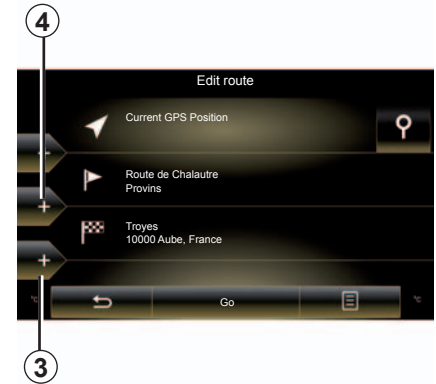 4
Edit route
Current GPS Position
+
Route de Chalautre
Provins
+
Troyes
10000 Aube, France
+
°C
Go
°C
3